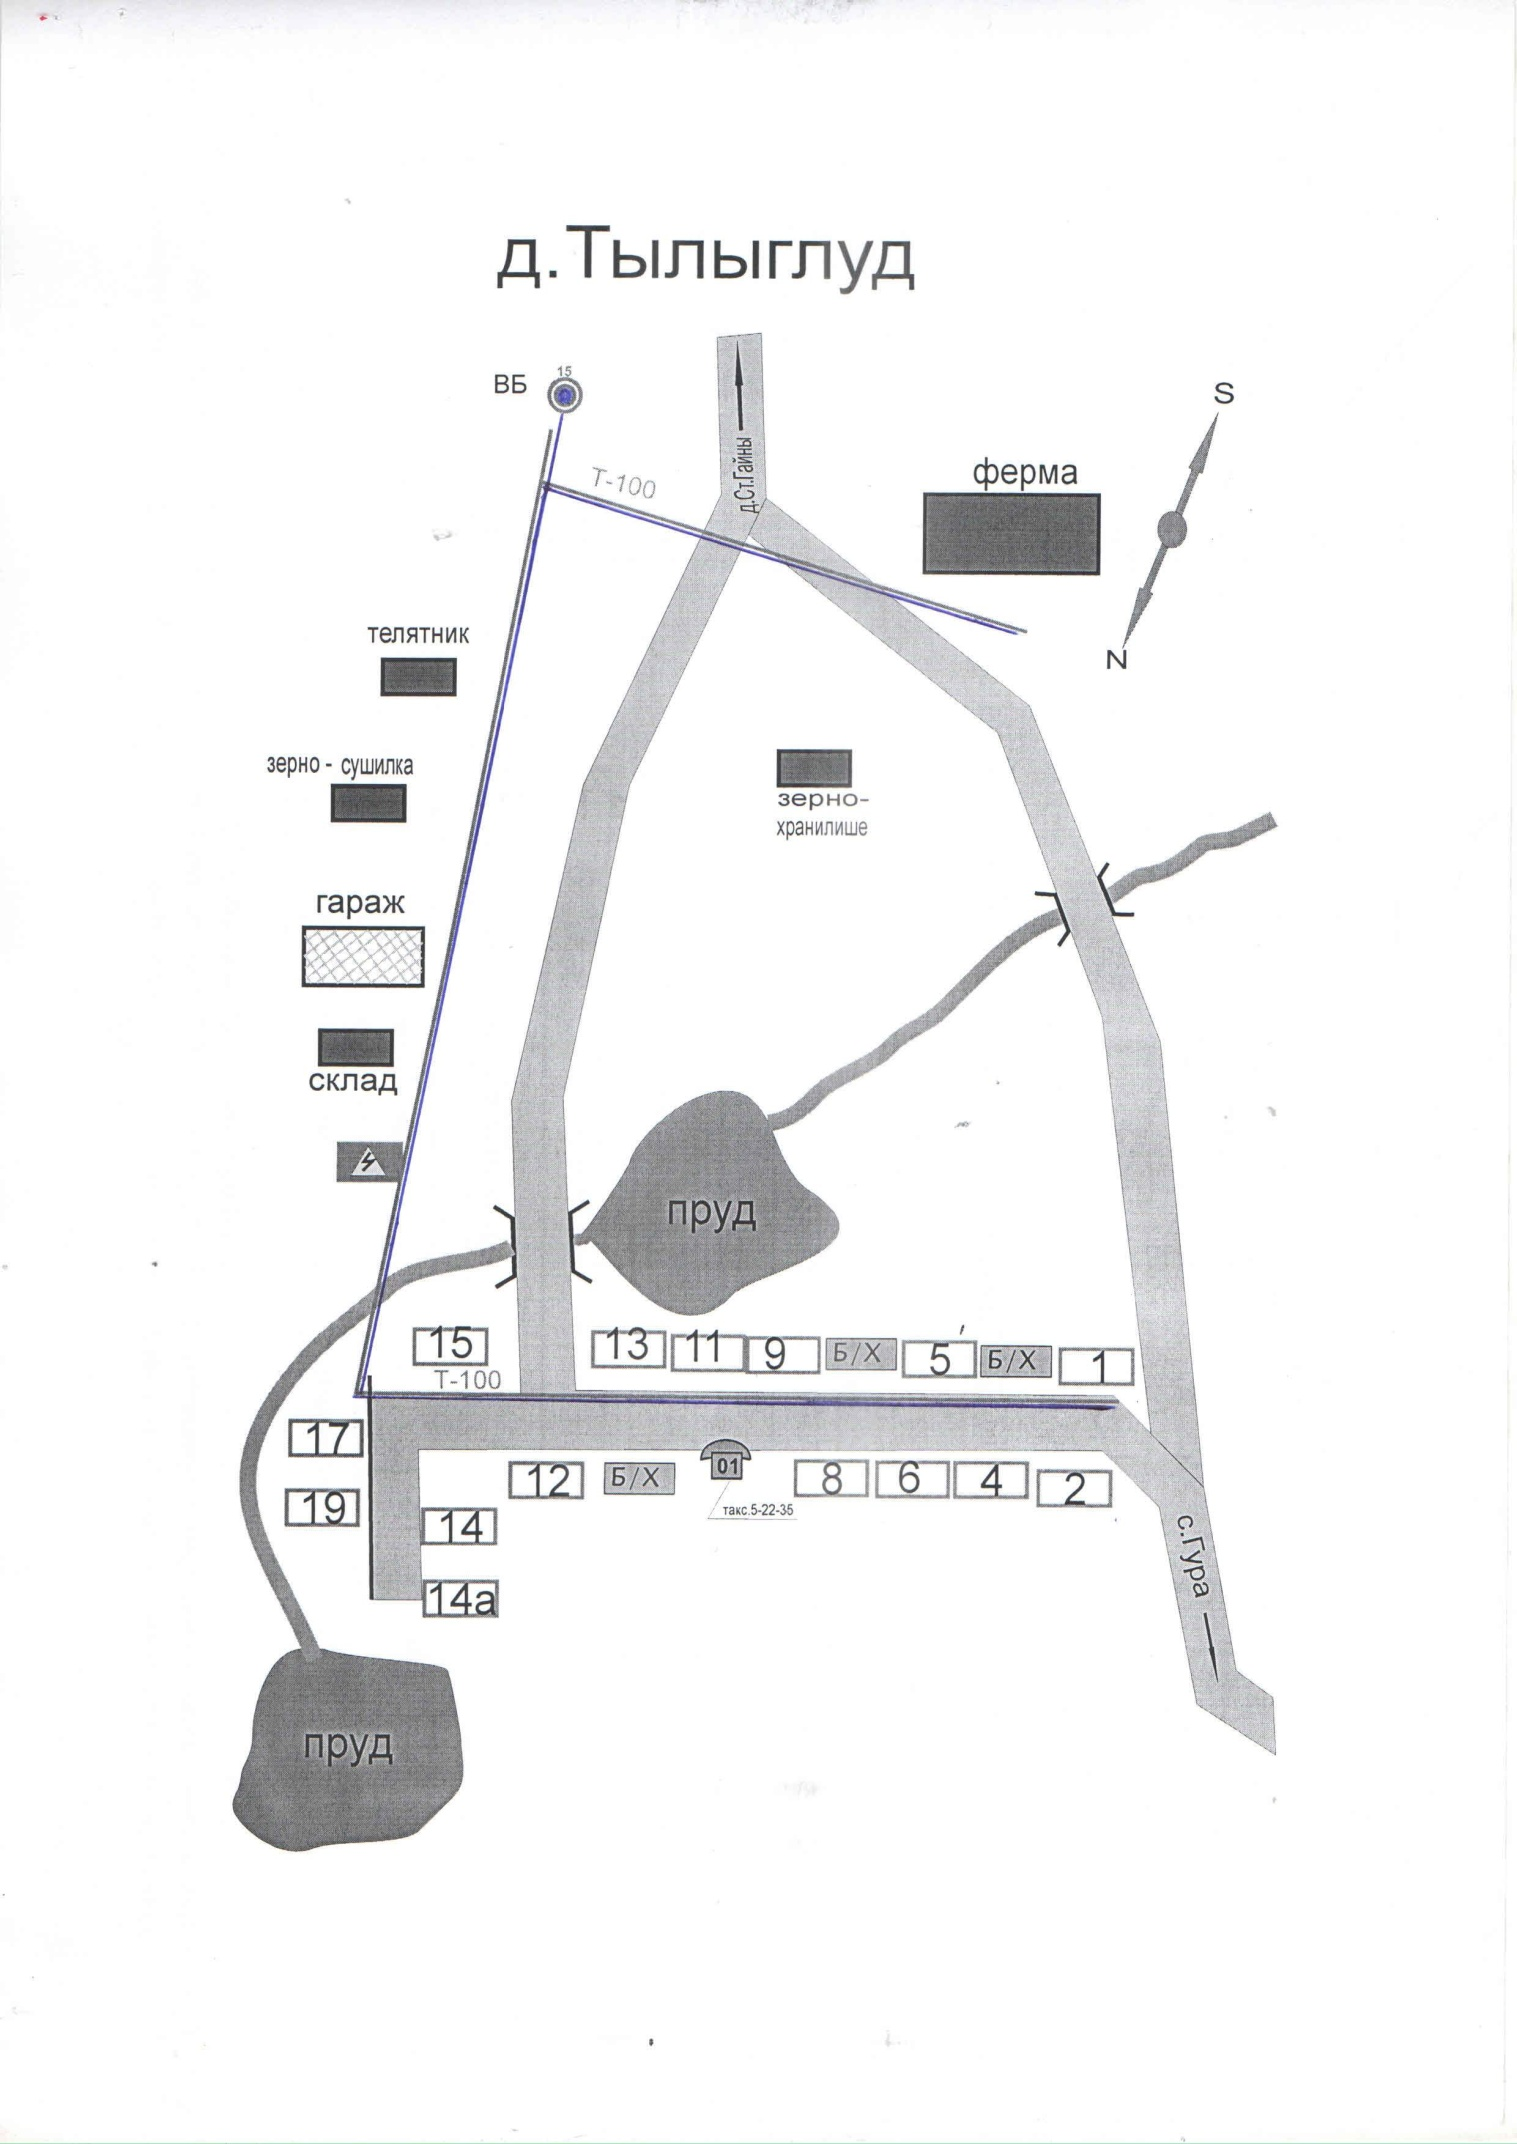 д.Тылыглуд
15
ВБ
д.Ст.Гайны
S
Т-100
ферма
N
телятник
зерно - сушилка
зерно-
хранилише
гараж
склад
пруд
15
13
11
9
Б/Х
5
Б/Х
1
Т-100
17
19
12
Б/Х
01
8
6
4
2
такс.5-22-35
14
14а
с.Гура
пруд